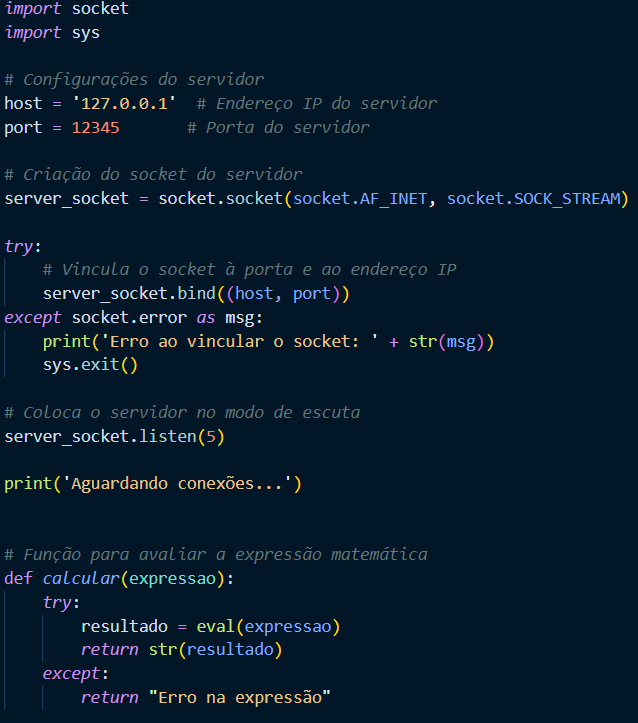 import socket
import sys
# Configurações do servidor
host = '127.0.0.1'  # Endereço IP do servidor
port = 12345       # Porta do servidor
# Criação do socket do servidor
server_socket = socket.socket(socket.AF_INET, socket.SOCK_STREAM)
try:
    # Vincula o socket à porta e ao endereço IP
    server_socket.bind((host, port))
except socket.error as msg:
    print('Erro ao vincular o socket: ' + str(msg))
    sys.exit()
# Coloca o servidor no modo de escuta
server_socket.listen(5)
print('Aguardando conexões...')
# Função para avaliar a expressão matemática
def calcular(expressao):
    try:
        resultado = eval(expressao)
        return str(resultado)
    except:
        return "Erro na expressão"